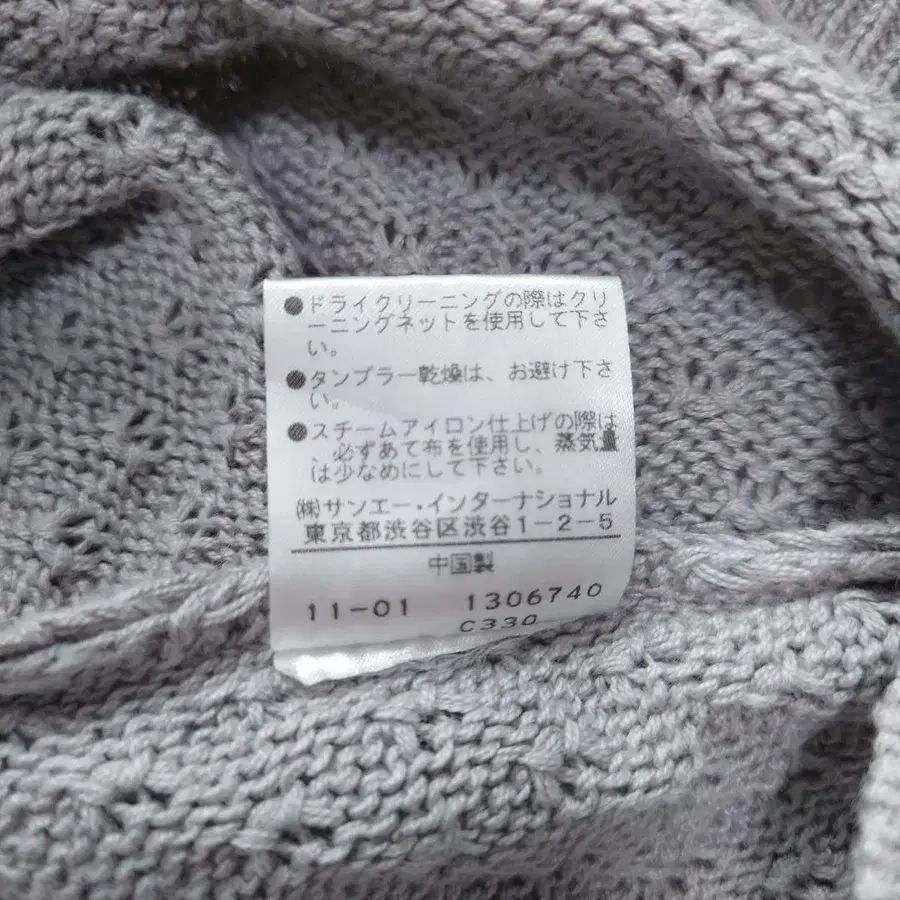 ●ドライクリーニングの際はクリ
ーニングネットを使用して下さ
い。
●タンブラー乾燥は、お避け下さ
い。
●スチームアイロン仕上げの際は
必ずあて布を使用し、蒸気量
は少なめにして下さい。
㈱サンエー・インターナショナル
東京都渋谷区渋谷1-2-5
中国製
11-01 1306740
C330